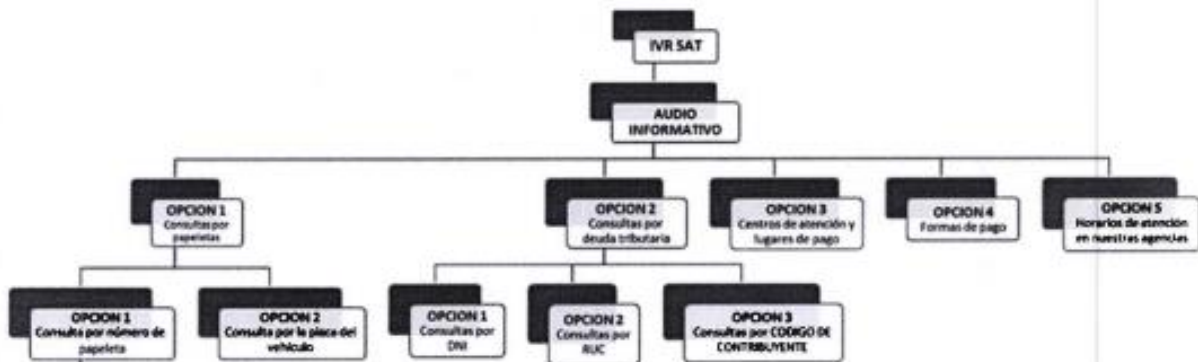 IVR SAT
AUDIO
INFORMATIVO
OPCION 1
Consultas por
papeletas
OPCION 2
Consultas por
deuda tributaria
OPCION 3
Centros de atención y
lugares de pago
OPCION 4
Formas de pago
OPCION 5
Horarios de atención
en nuestras agencias
OPCION 1
Consulta por número de
papeleta
OPCION 2
Consulta por la placa del
vehículo
OPCION 1
Consultas por
DNI
OPCION 2
Consultas por
RUC
OPCION 3
Consultas por CODIGO DE
CONTRIBUYENTE